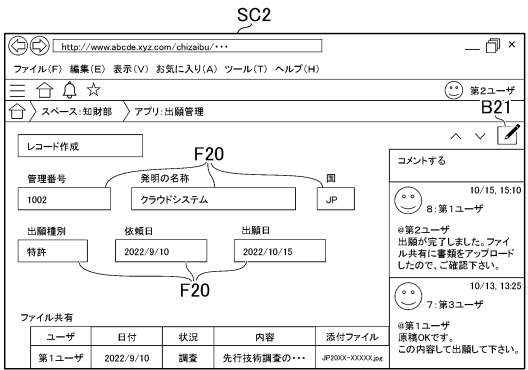 SC2
http://www.abcde.xyz.com/chizaibu/・・・
ファイル(F) 編集(E) 表示(V) お気に入り(A) ツール(T) ヘルプ(H)
第2ユーザ
スペース:知財部 アプリ:出願管理
B21
レコード作成
F20
管理番号 発明の名称 国
1002 クラウドシステム JP
出願種別 依頼日 出願日
特許 2022/9/10 2022/10/15
F20
ファイル共有
ユーザ 日付 状況 内容 添付ファイル
第1ユーザ 2022/9/10 調査 先行技術調査の・・・ JP20XX-XXXXX.jpg
コメントする
10/15, 15:10
8:第1ユーザ
@第2ユーザ
出願が完了しました。ファイ
ル共有に書類をアップロード
したので、ご確認下さい。
10/13, 13:25
7:第3ユーザ
@第1ユーザ
原稿OKです。
この内容して出願して下さい。